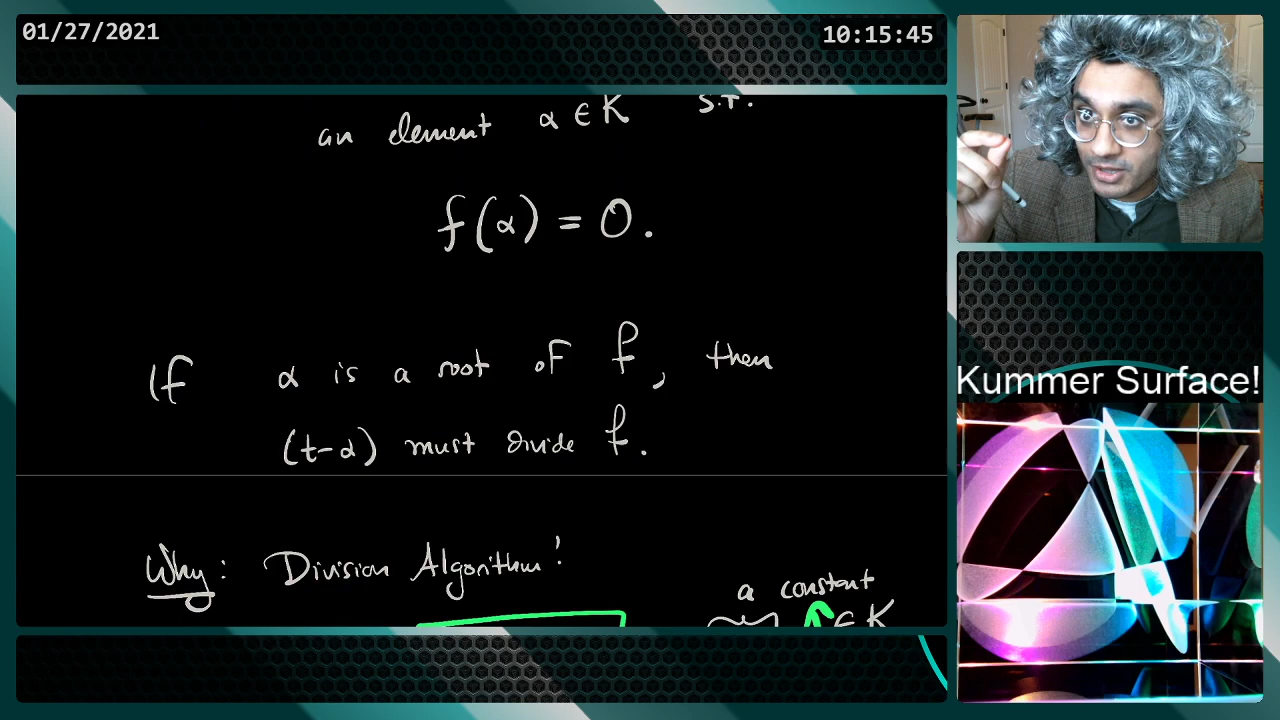 01/27/2021
10:15:45
an element α ∈ K s.t.
f(α) = 0.
If α is a root of f, then
(t-α) must divide f.
Why: Division Algorithm!
a constant
∈ K
Kummer Surface!